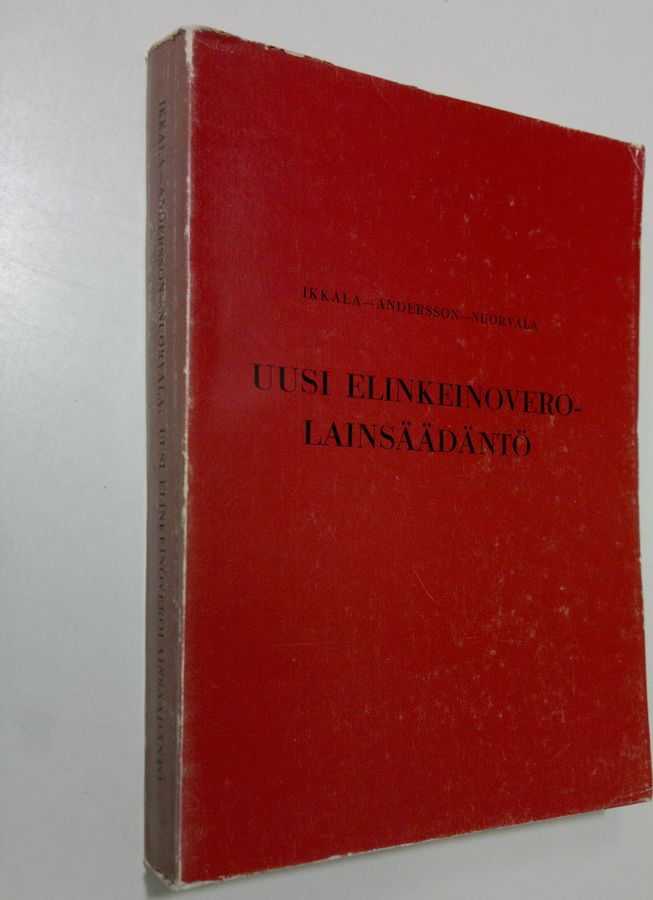 IKKALA—ANDERSSON—NUORVALA
UUSI ELINKEINOVERO-
LAINSÄÄDÄNTÖ
IKKALA—ANDERSSON—NUORVALA: UUSI ELINKEINOVEROLAINSÄÄDÄNTÖ